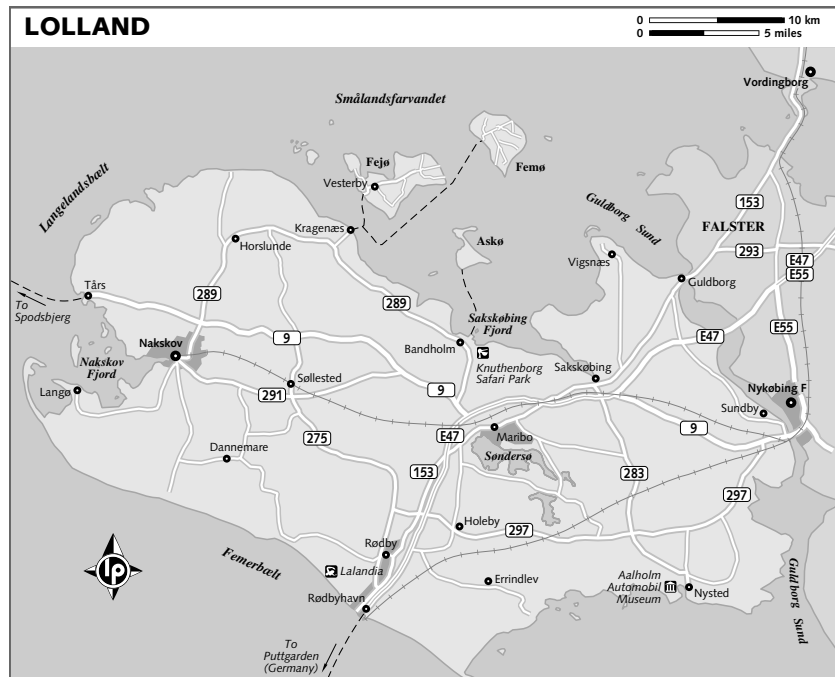 LOLLAND
0 10 km
0 5 miles
Vordingborg
Smålandsfarvandet
Fejø
Femø
Vesterby
Langelandsbælt
Guldborg Sund
153
FALSTER
Kragenæs
Horslunde
Askø
Vigsnæs
293
E47
E55
Tårs
289
289
Guldborg
To
Spodsbjerg
Sakskøbing
Fjord
9
E47
E55
Nakskov
Bandholm
Nakskov
Fjord
Knuthenborg
Safari Park
Sakskøbing
Langø
Søllested
291
9
Nykøbing F
Sundby
275
E47
Maribo
9
Dannemare
Søndersø
153
283
297
Holeby
297
Rødby
Femerbælt
Lalandia
Errindlev
Aalholm
Automobil
Museum
Nysted
Guldborg Sund
lp
Rødbyhavn
To
Puttgarden
(Germany)